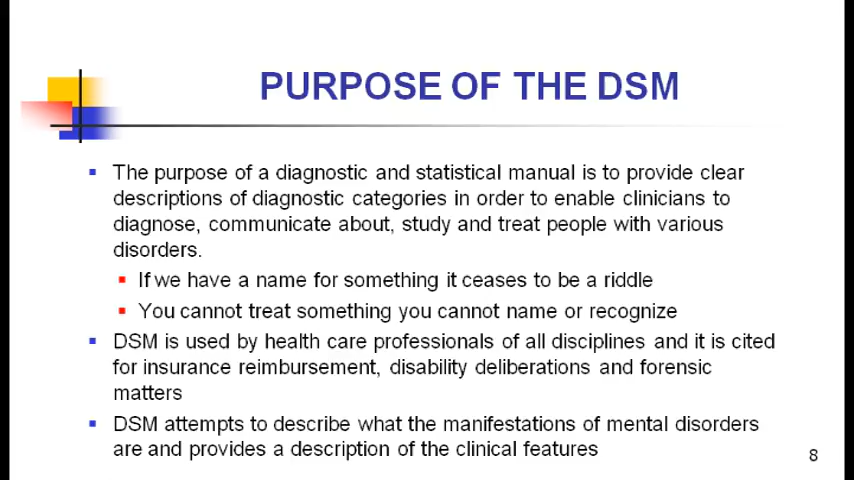 PURPOSE OF THE DSM
The purpose of a diagnostic and statistical manual is to provide clear
descriptions of diagnostic categories in order to enable clinicians to
diagnose, communicate about, study and treat people with various
disorders.
If we have a name for something it ceases to be a riddle
You cannot treat something you cannot name or recognize
DSM is used by health care professionals of all disciplines and it is cited
for insurance reimbursement, disability deliberations and forensic
matters
DSM attempts to describe what the manifestations of mental disorders
are and provides a description of the clinical features
8